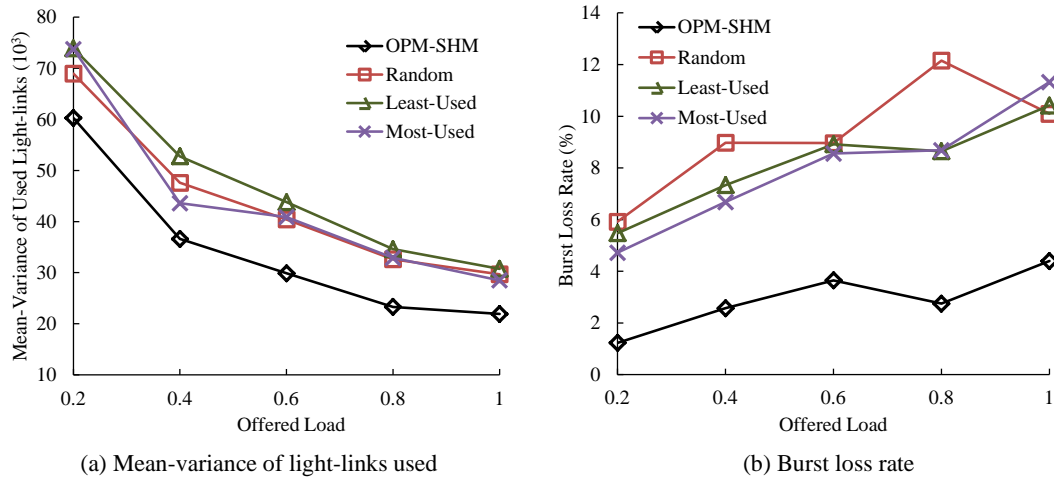 80
70
60
50
40
30
20
10
Mean-Variance of Used Light-links (10³)
OPM-SHM
Random
Least-Used
Most-Used
0.2 0.4 0.6 0.8 1
Offered Load
(a) Mean-variance of light-links used
14
12
10
8
6
4
2
0
Burst Loss Rate (%)
OPM-SHM
Random
Least-Used
Most-Used
0.2 0.4 0.6 0.8 1
Offered Load
(b) Burst loss rate